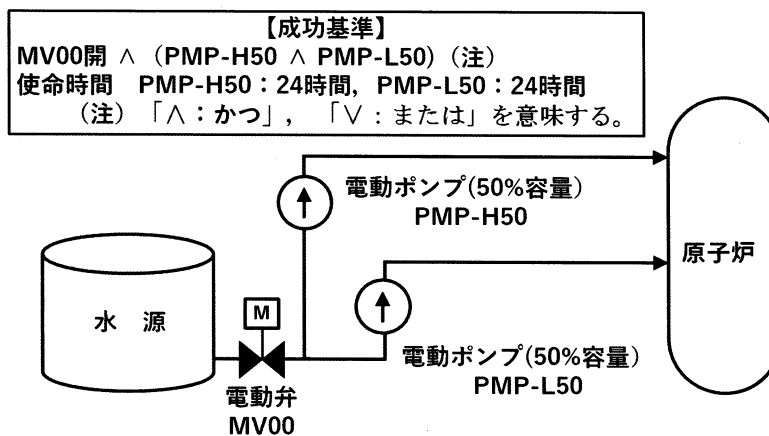 【成功基準】
MV00開 ∧ (PMP-H50 ∧ PMP-L50)(注)
使命時間 PMP-H50:24時間, PMP-L50:24時間
(注)「∧:かつ」, 「∨:または」を意味する。
電動ポンプ(50%容量)
PMP-H50
原子炉
水 源
M
電動ポンプ(50%容量)
PMP-L50
電動弁
MV00